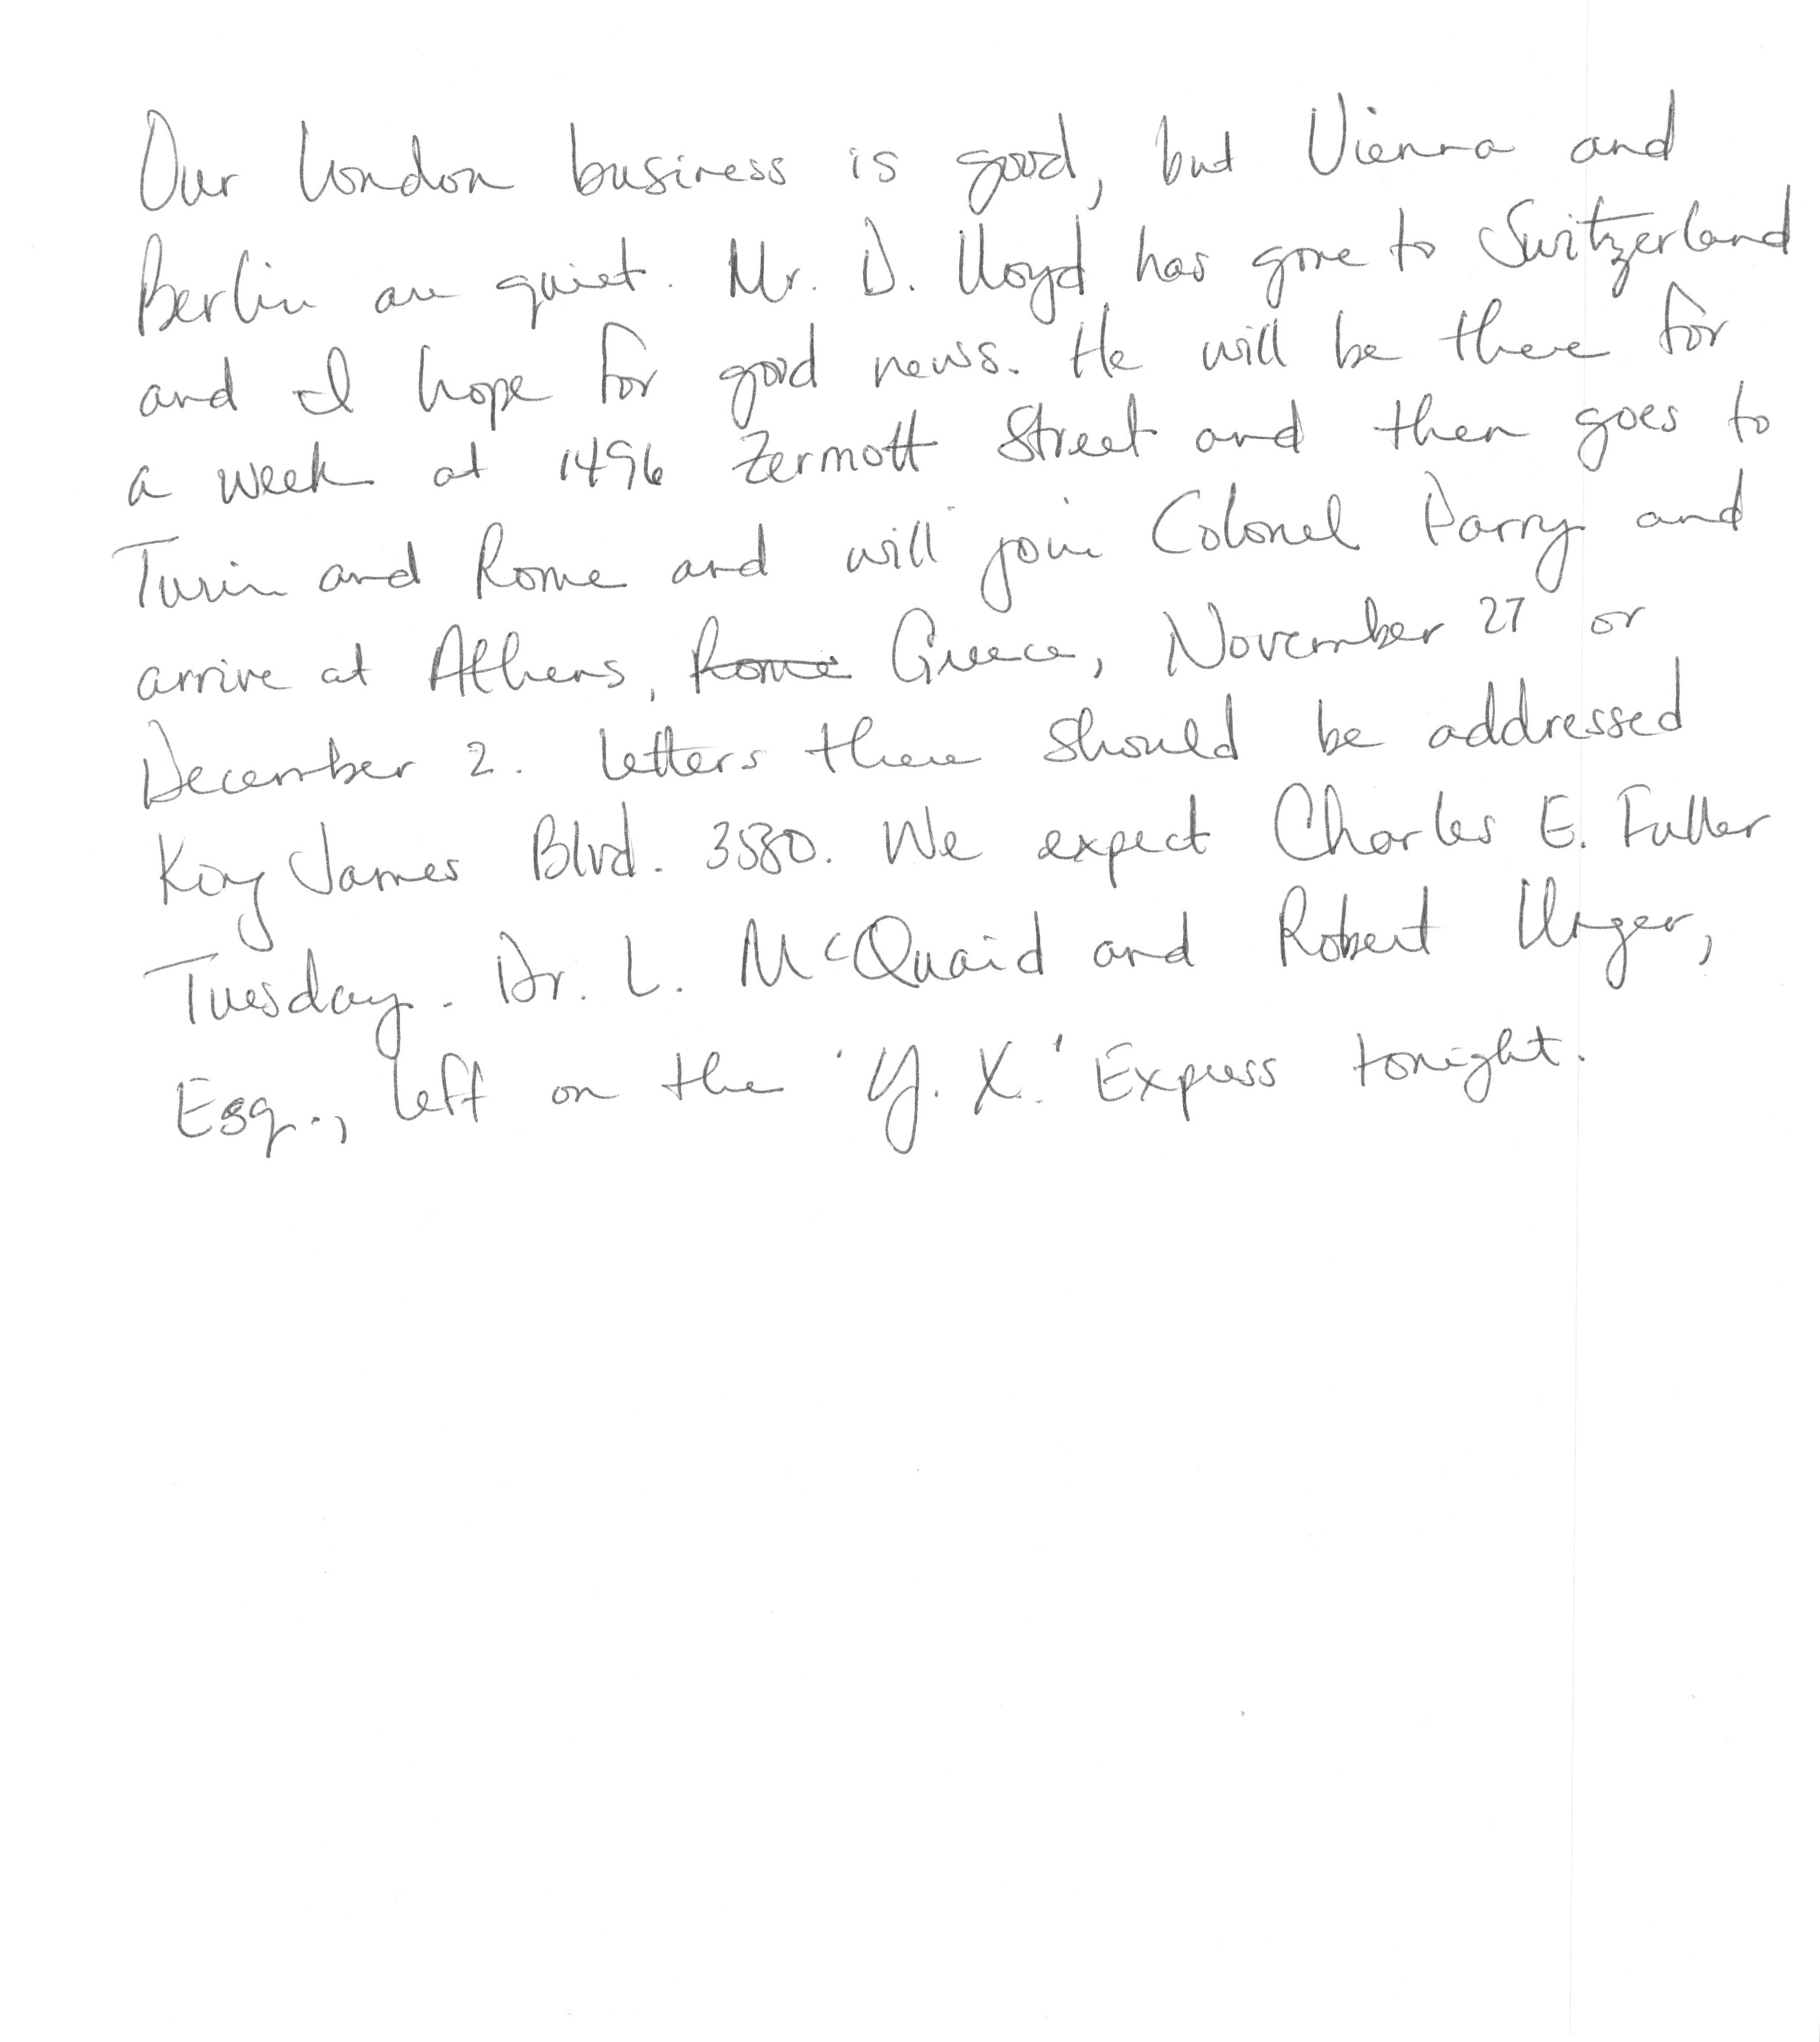 Our London business is good, but Vienna and
Berlin are quiet. Mr. D. Lloyd has gone to Switzerland
and I hope for good news. He will be there for
a week at 1496 Zermott Street and then goes to
Turin and Rome and will join Colonel Parry and
arrive at Athens, Rome Greece, November 27 or
December 2. Letters there should be addressed
King James Blvd. 3580. We expect Charles E. Fuller
Tuesday. Dr. L. McQuaid and Robert Unger,
Esq., left on the 'Y. X.' Express tonight.